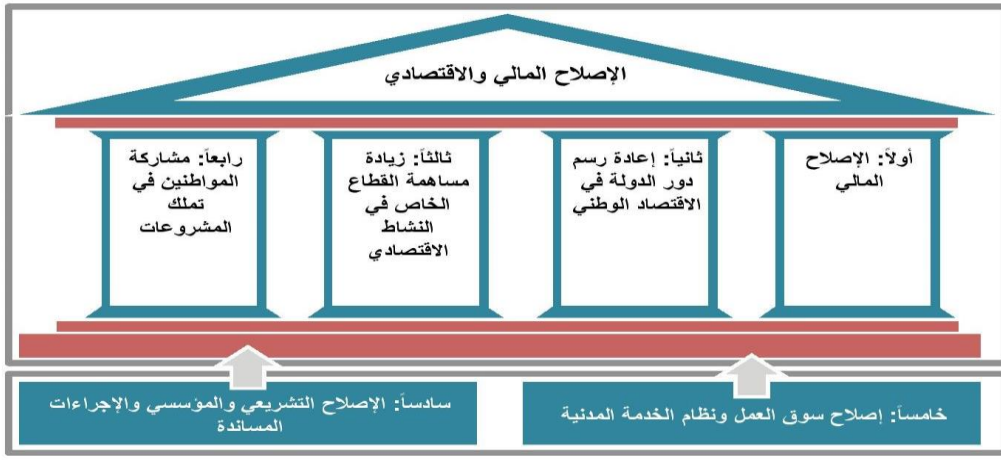 الإصلاح المالي والاقتصادي
أولاً: الإصلاح
المالي
ثانياً: إعادة رسم
دور الدولة في
الاقتصاد الوطني
ثالثاً: زيادة
مساهمة القطاع
الخاص في
النشاط
الاقتصادي
رابعاً: مشاركة
المواطنين في
تملك
المشروعات
خامساً: إصلاح سوق العمل ونظام الخدمة المدنية
سادساً: الإصلاح التشريعي والمؤسسي والإجراءات
المساندة